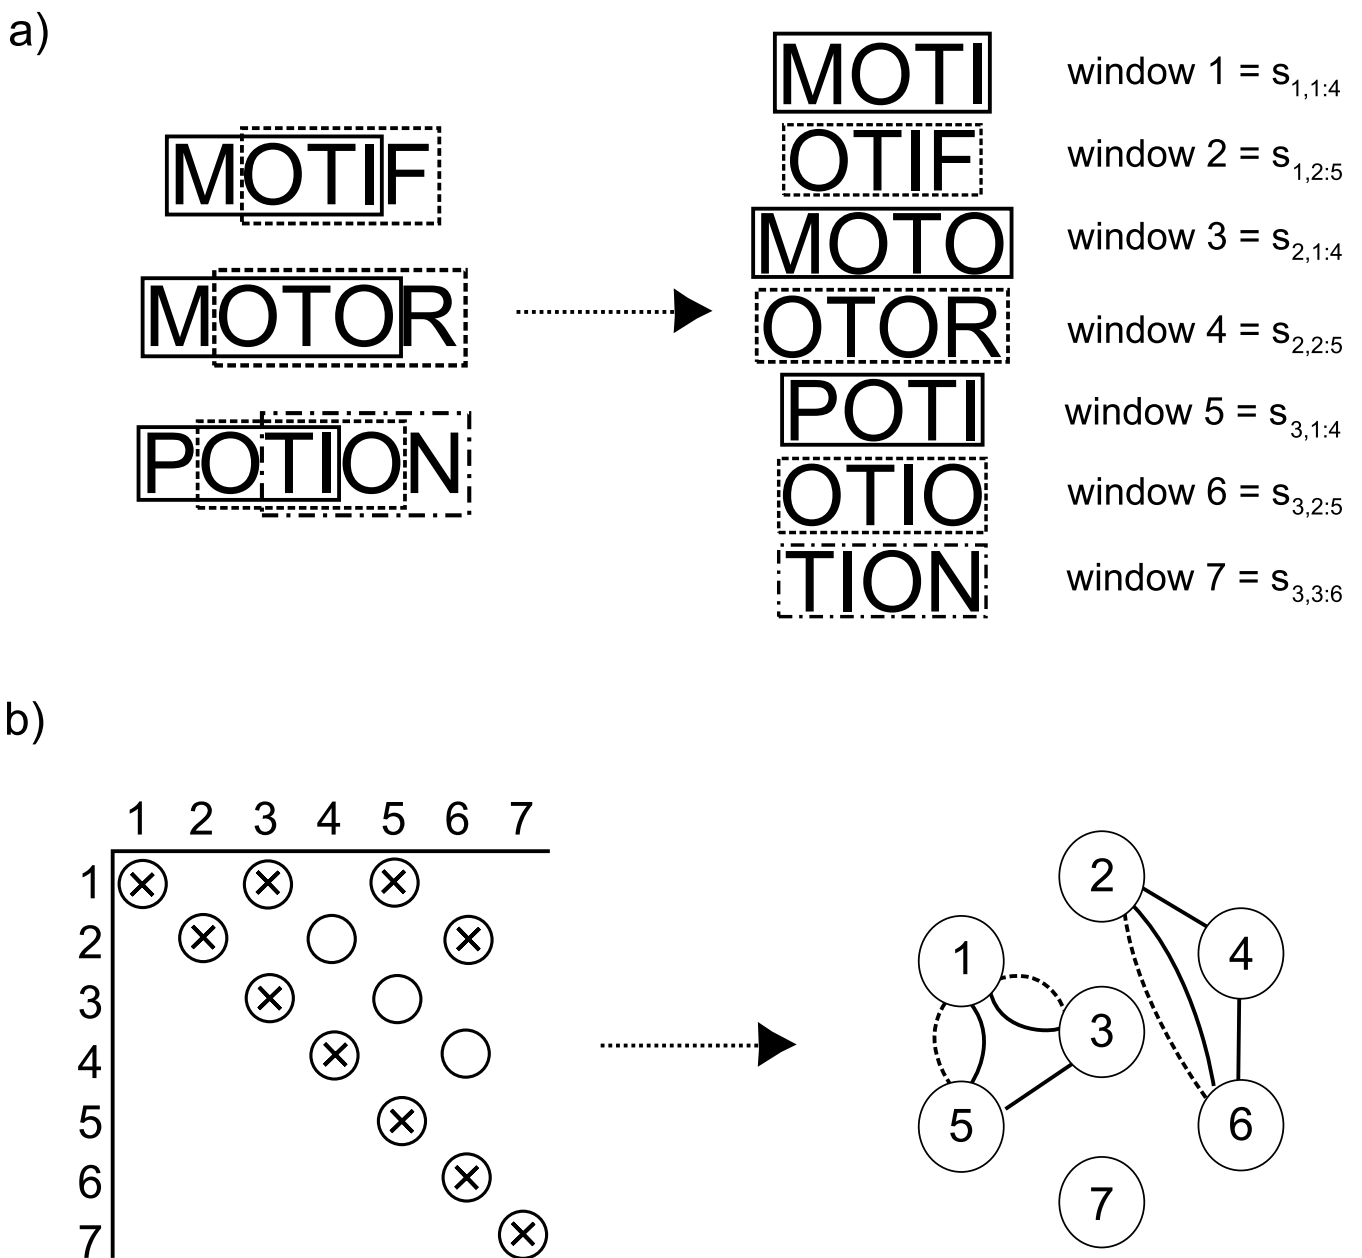 a)
MOTIF
MOTOR
POTION
MOTI window 1 = s1,1:4
OTIF window 2 = s1,2:5
MOTO window 3 = s2,1:4
OTOR window 4 = s2,2:5
POTI window 5 = s3,1:4
OTIO window 6 = s3,2:5
TION window 7 = s3,3:6
b)
1 2 3 4 5 6 7
1
2
3
4
5
6
7
2
1
4
3
5
6
7